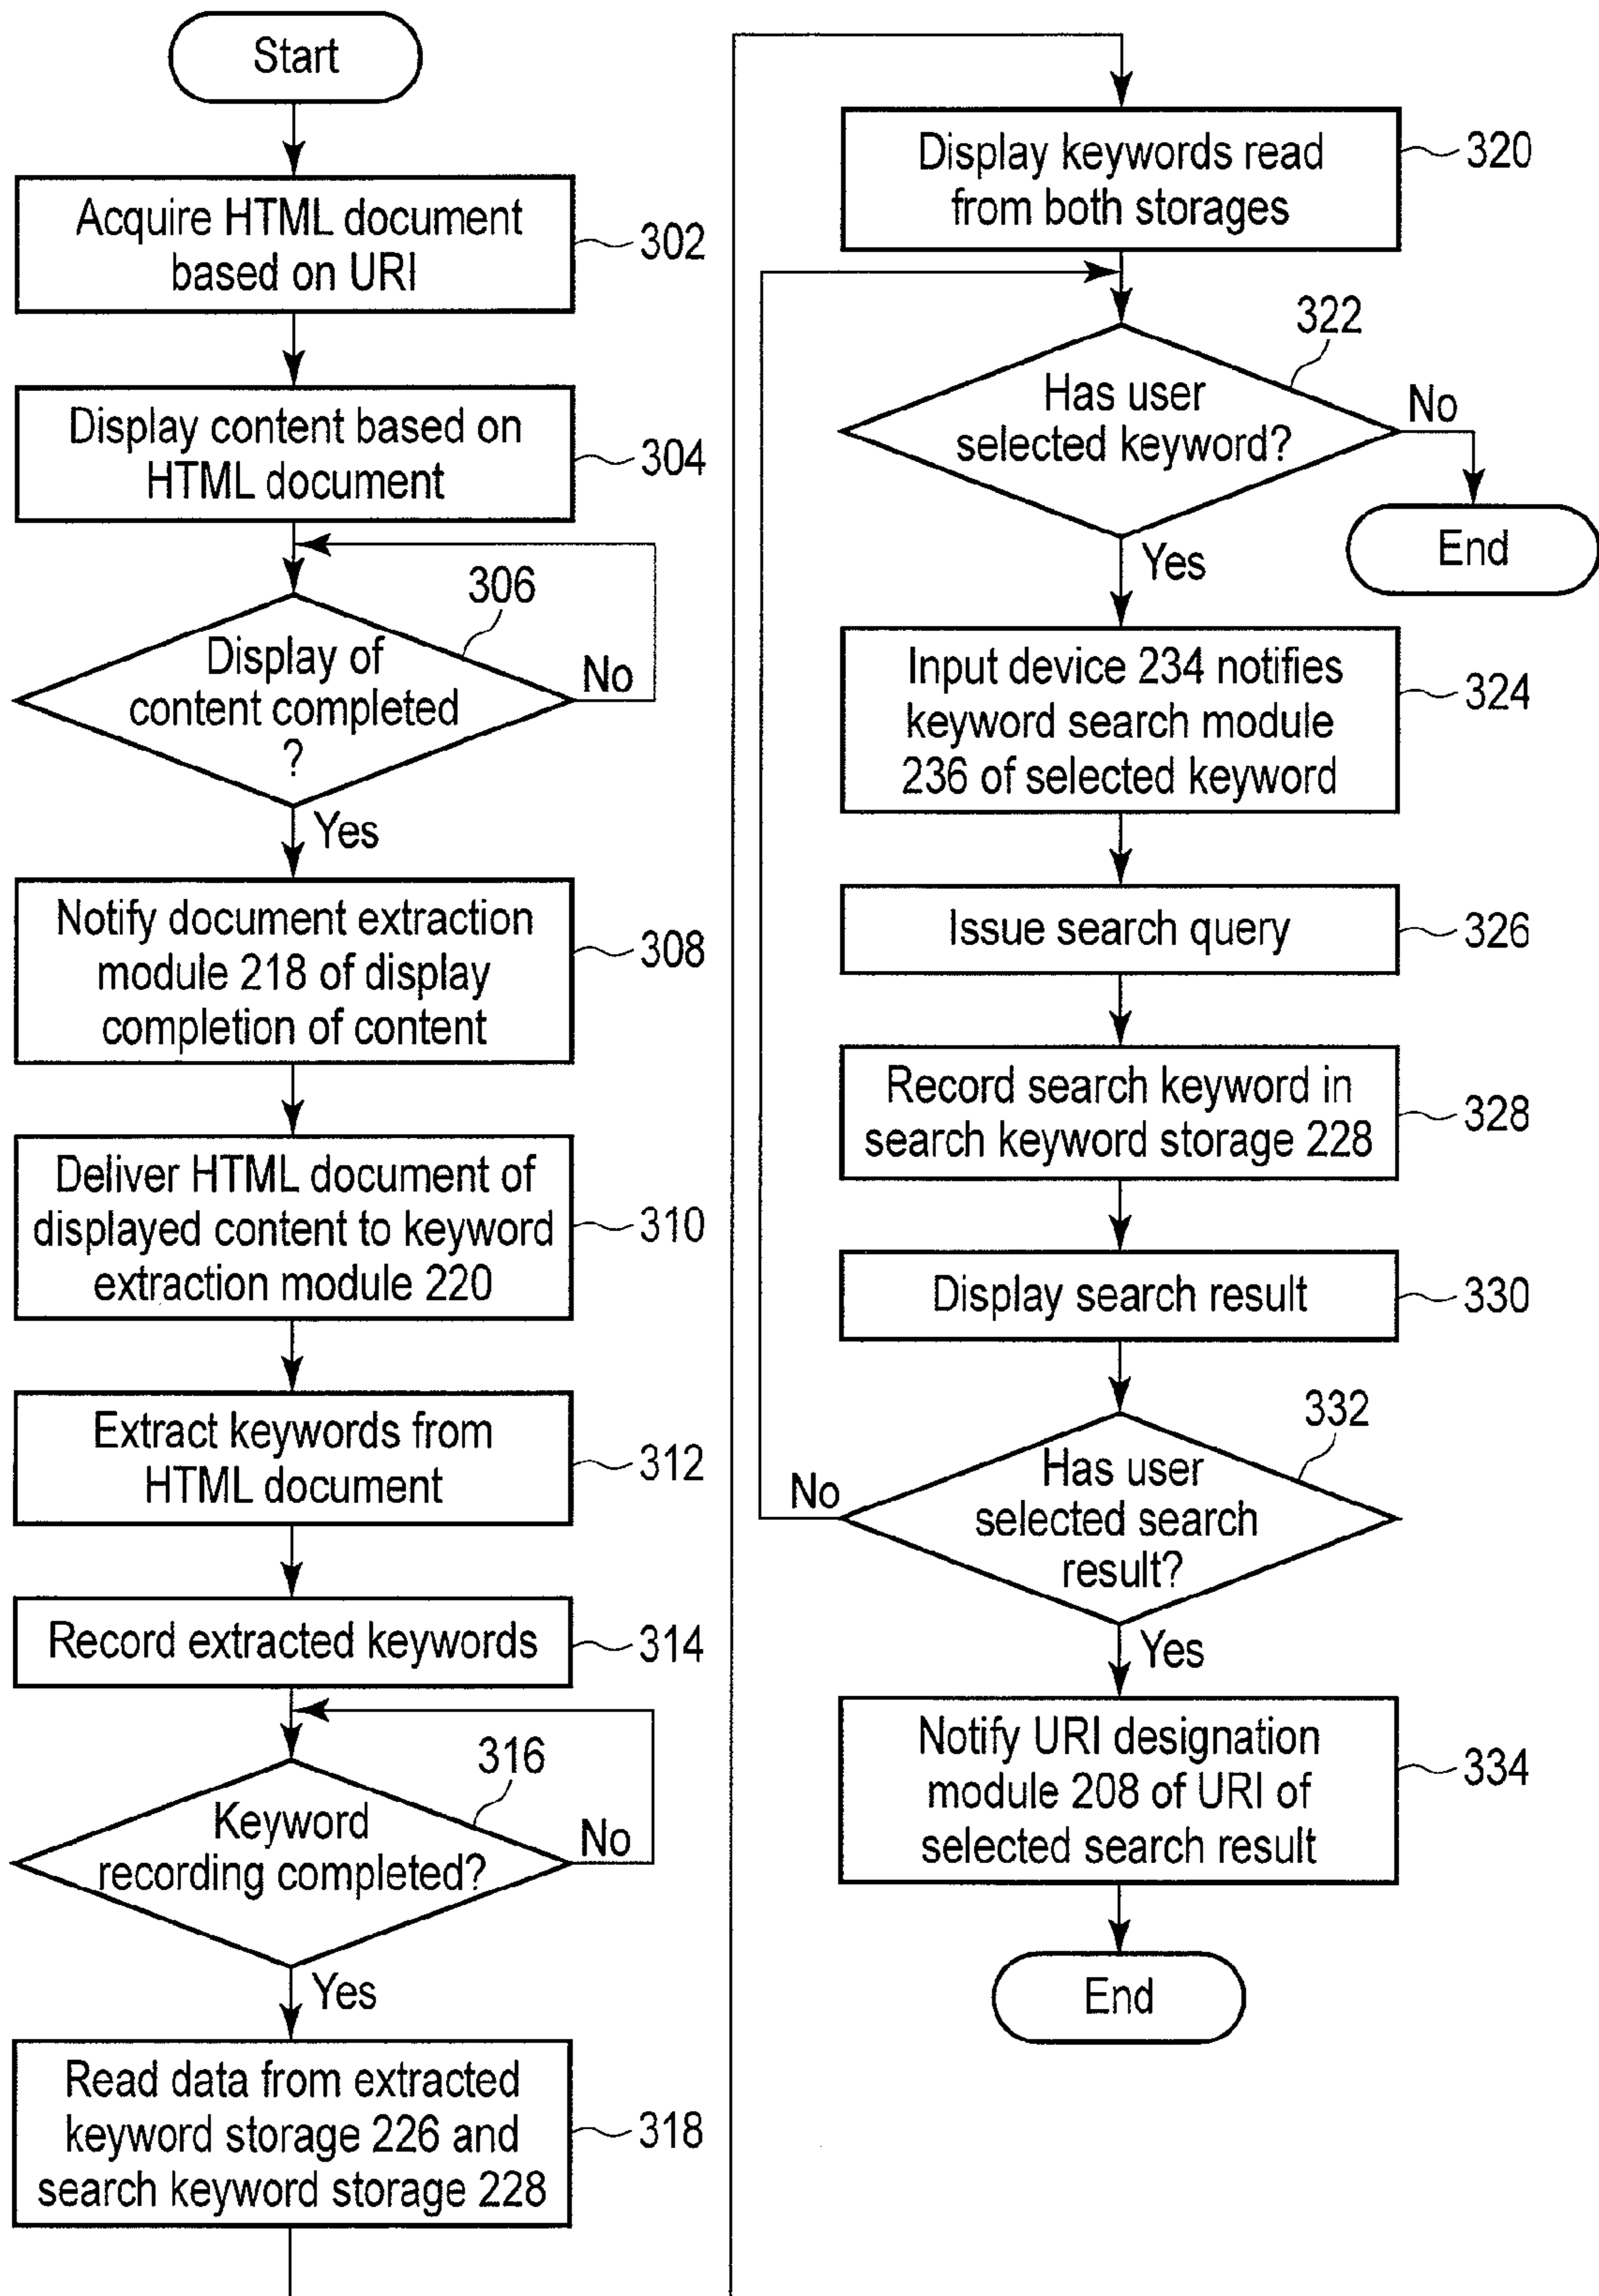 Start
Acquire HTML document
based on URI
302
Display content based on
HTML document
304
306
Display of
content completed
?
No
Yes
Notify document extraction
module 218 of display
completion of content
308
Deliver HTML document of
displayed content to keyword
extraction module 220
310
Extract keywords from
HTML document
312
Record extracted keywords
314
316
Keyword
recording completed?
No
Yes
Read data from extracted
keyword storage 226 and
search keyword storage 228
318
Display keywords read
from both storages
320
322
Has user
selected keyword?
No
End
Yes
Input device 234 notifies
keyword search module
236 of selected keyword
324
Issue search query
326
Record search keyword in
search keyword storage 228
328
Display search result
330
332
Has user
selected search
result?
No
Yes
Notify URI designation
module 208 of URI of
selected search result
334
End